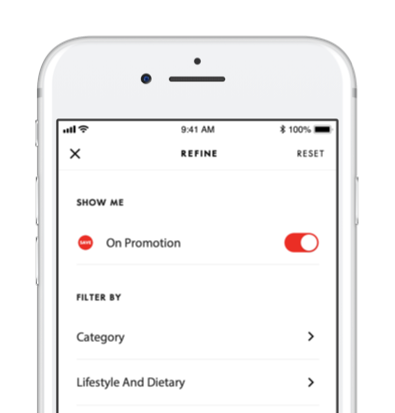 9:41 AM 100%
REFINE RESET
SHOW ME
SAVE On Promotion
FILTER BY
Category
Lifestyle And Dietary